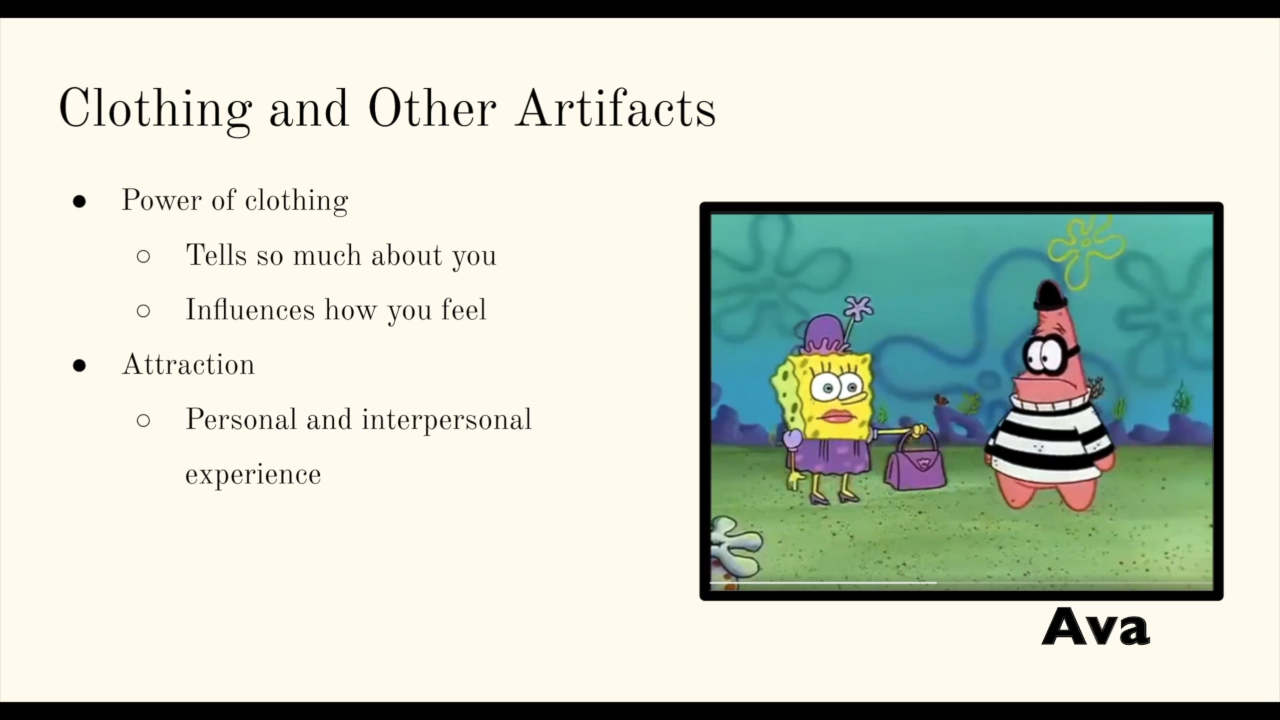 Clothing and Other Artifacts
● Power of clothing
○ Tells so much about you
○ Influences how you feel
● Attraction
○ Personal and interpersonal
experience
Ava